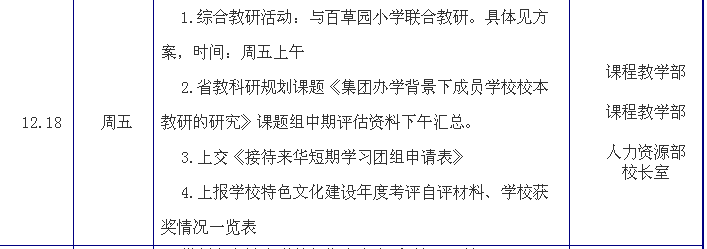 1.综合教研活动：与百草园小学联合教研。具体见方
案，时间：周五上午
2.省教科研规划课题《集团办学背景下成员学校校本
教研的研究》课题组中期评估资料下午汇总。
3.上交《接待来华短期学习团组申请表》
4.上报学校特色文化建设年度考评自评材料、学校获
奖情况一览表
12.18
周五
课程教学部
课程教学部
人力资源部
校长室